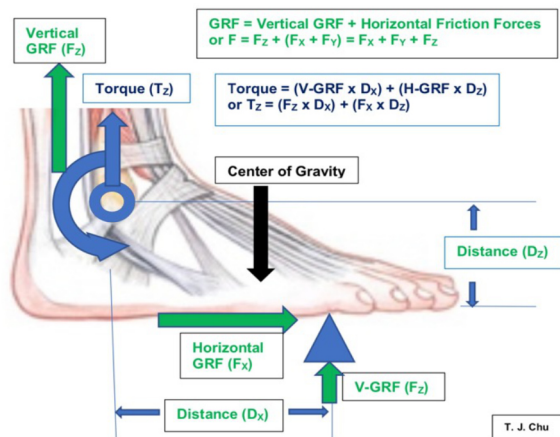 Vertical
GRF (FZ)
GRF = Vertical GRF + Horizontal Friction Forces
or F = FZ + (FX + FY) = FX + FY + FZ
Torque (TZ)
Torque = (V-GRF x DX) + (H-GRF x DZ)
or TZ = (FZ x DX) + (FX x DZ)
Center of Gravity
Distance (DZ)
Horizontal
GRF (FX)
V-GRF (FZ)
Distance (DX)
T. J. Chu